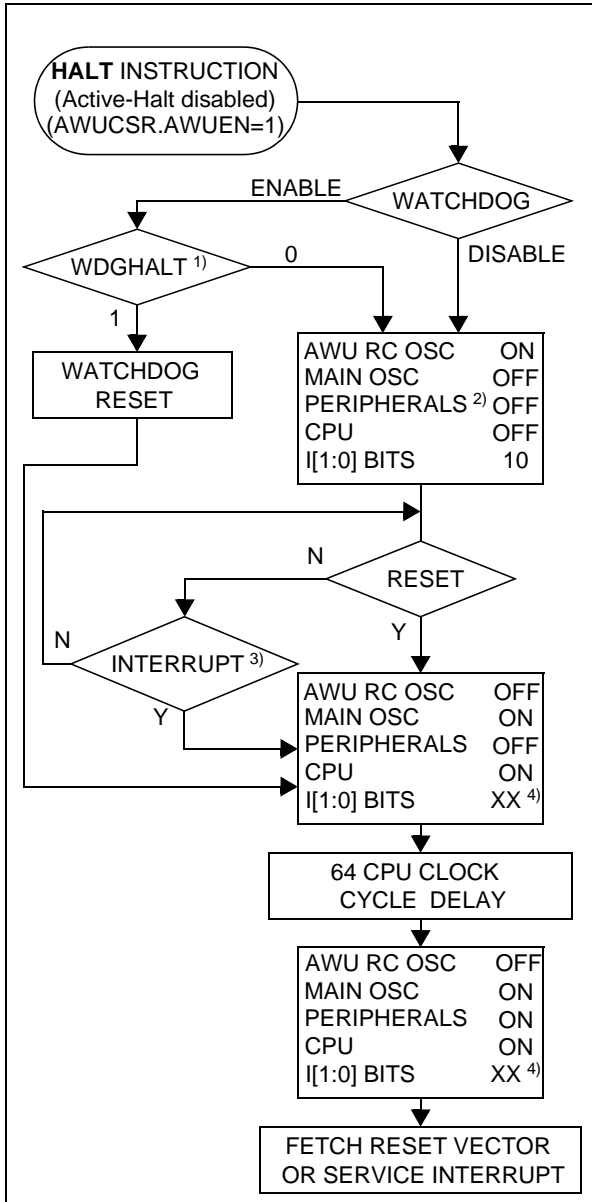 HALT INSTRUCTION
(Active-Halt disabled)
(AWUCSR.AWUEN=1)
ENABLE
WATCHDOG
WDGHALT 1)
0
DISABLE
1
WATCHDOG
RESET
AWU RC OSC ON
MAIN OSC OFF
PERIPHERALS 2) OFF
CPU OFF
I[1:0] BITS 10
N
RESET
N
Y
INTERRUPT 3)
Y
AWU RC OSC OFF
MAIN OSC ON
PERIPHERALS OFF
CPU ON
I[1:0] BITS XX 4)
64 CPU CLOCK
CYCLE DELAY
AWU RC OSC OFF
MAIN OSC ON
PERIPHERALS ON
CPU ON
I[1:0] BITS XX 4)
FETCH RESET VECTOR
OR SERVICE INTERRUPT